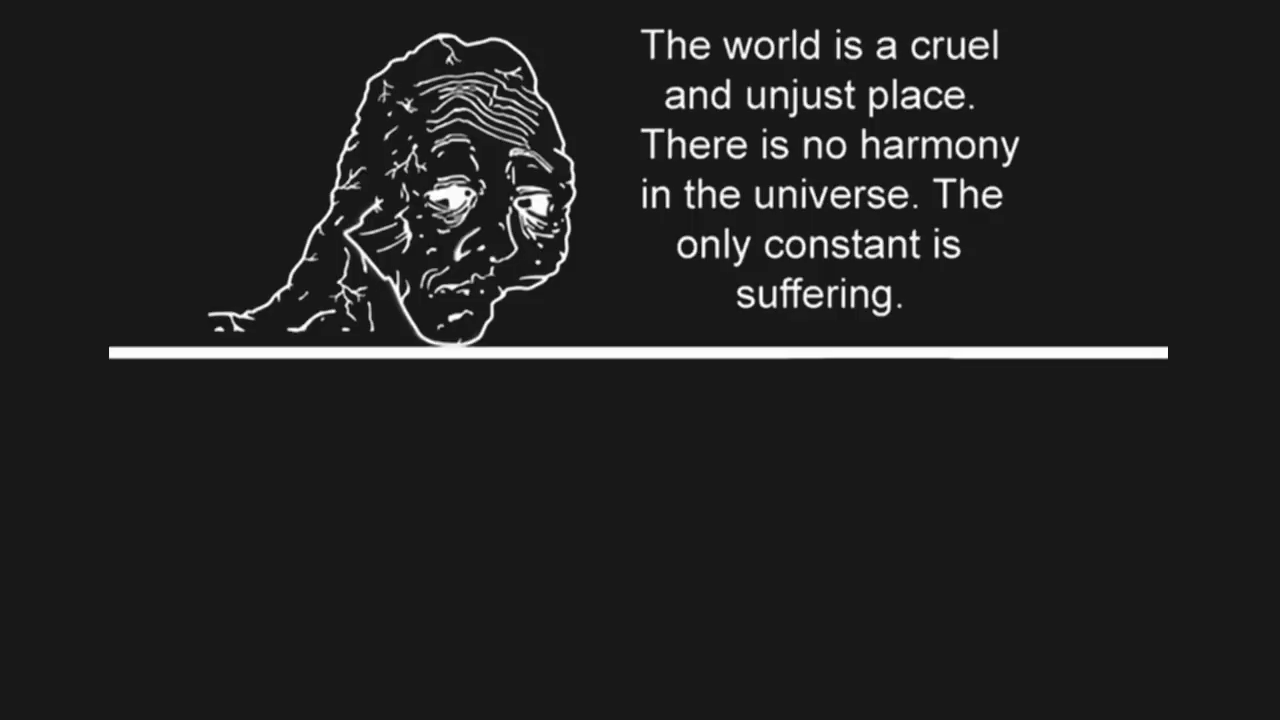 The world is a cruel
and unjust place.
There is no harmony
in the universe. The
only constant is
suffering.